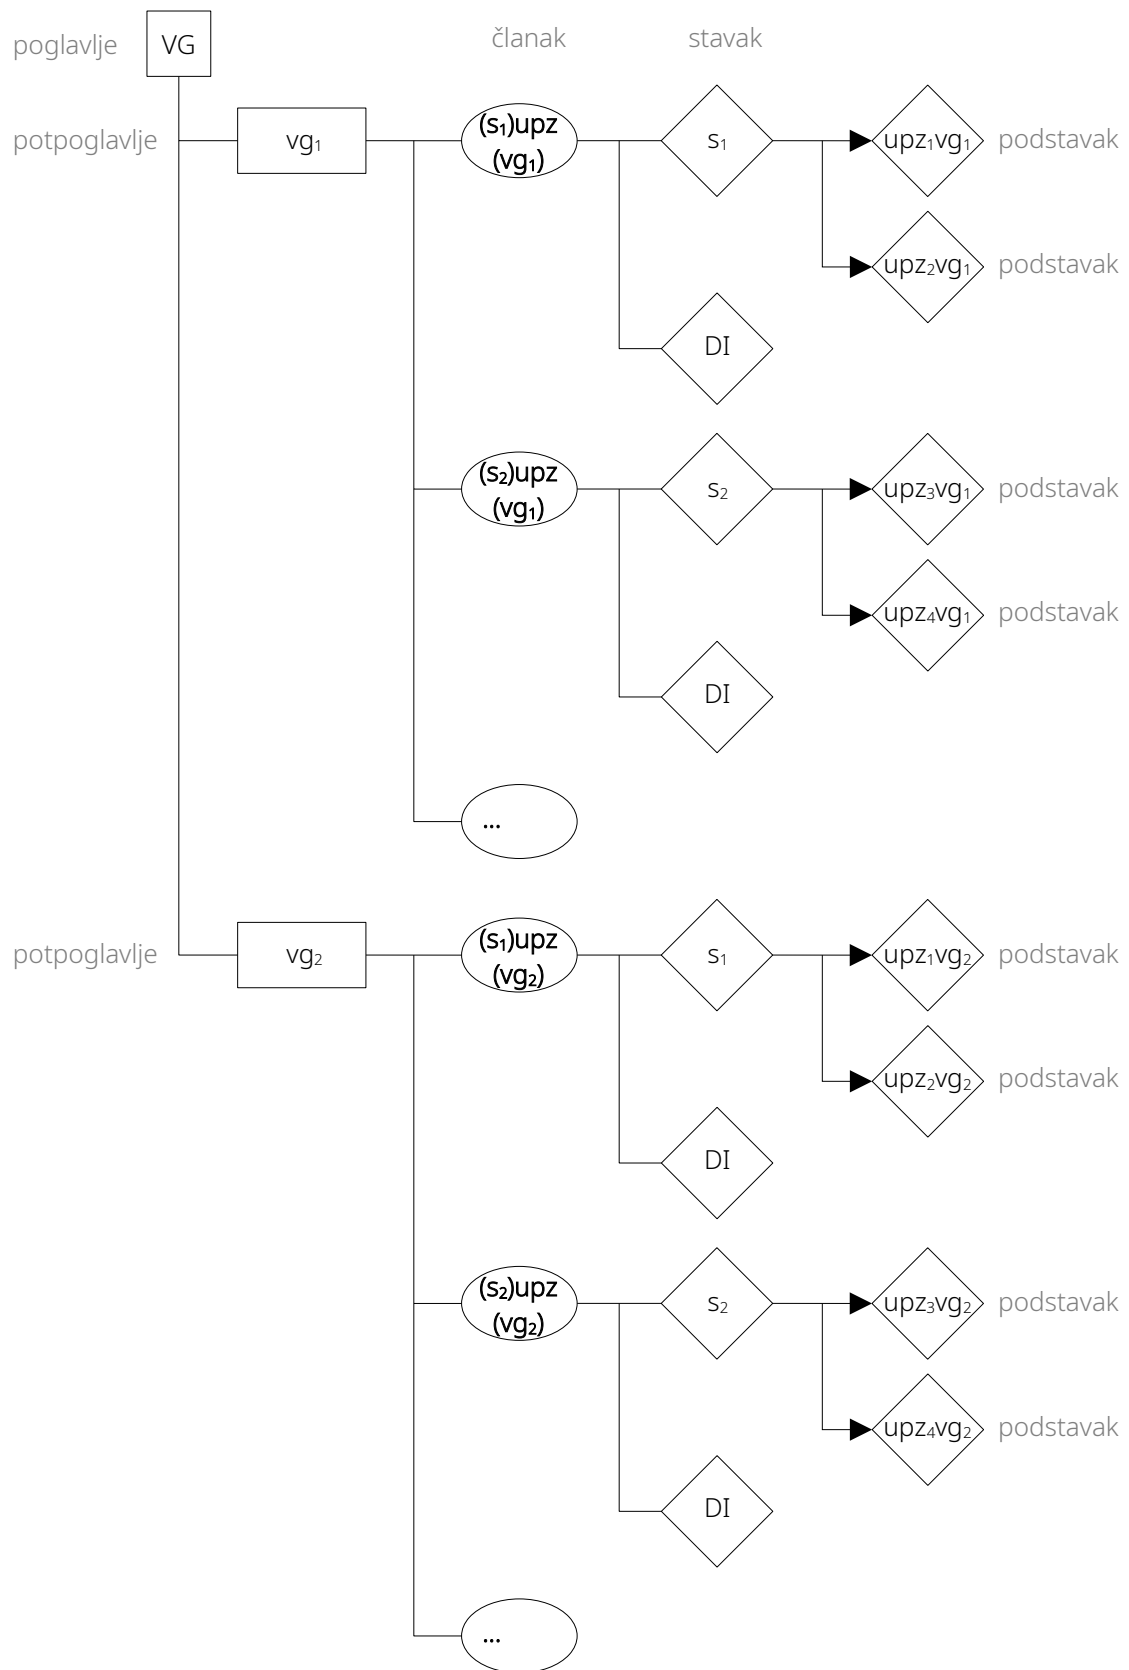 poglavlje VG članak stavak
potpoglavlje vg₁ (s₁)upz s₁ upz₁vg₁ podstavak
(vg₁)
upz₂vg₁ podstavak
DI
(s₂)upz s₂ upz₃vg₁ podstavak
(vg₁)
upz₄vg₁ podstavak
DI
...
potpoglavlje vg₂ (s₁)upz s₁ upz₁vg₂ podstavak
(vg₂)
upz₂vg₂ podstavak
DI
(s₂)upz s₂ upz₃vg₂ podstavak
(vg₂)
upz₄vg₂ podstavak
DI
...